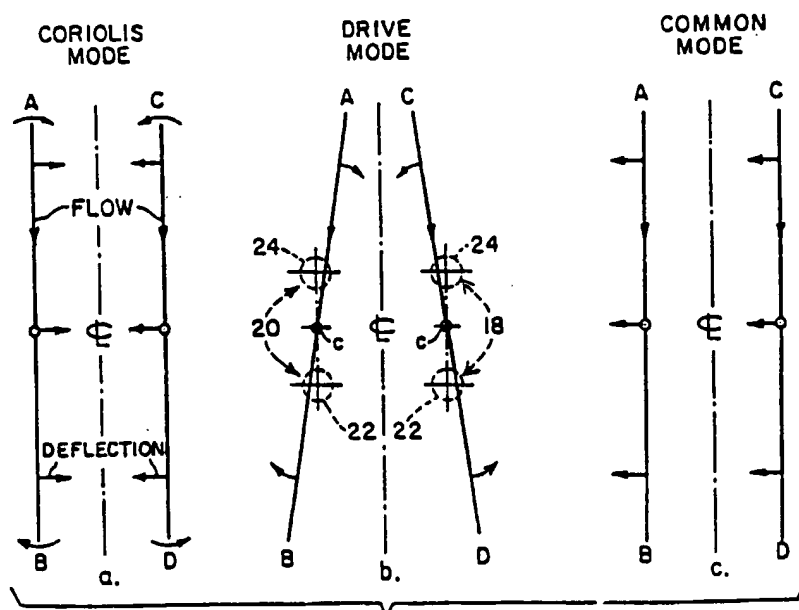 CORIOLIS
MODE
DRIVE
MODE
COMMON
MODE
A
C
A
C
A
C
FLOW
24
24
20
c
c
18
22
22
DEFLECTION
B
D
B
D
B
D
a.
b.
c.